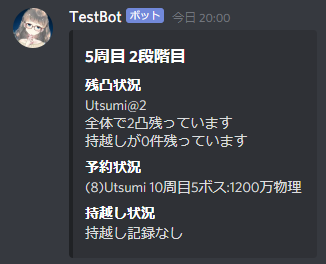 TestBot ボット 今日 20:00
5周目 2段階目
残凸状況
Utsumi@2
全体で2凸残っています
持越しが0件残っています
予約状況
(8)Utsumi 10周目5ボス:1200万物理
持越し状況
持越し記録なし